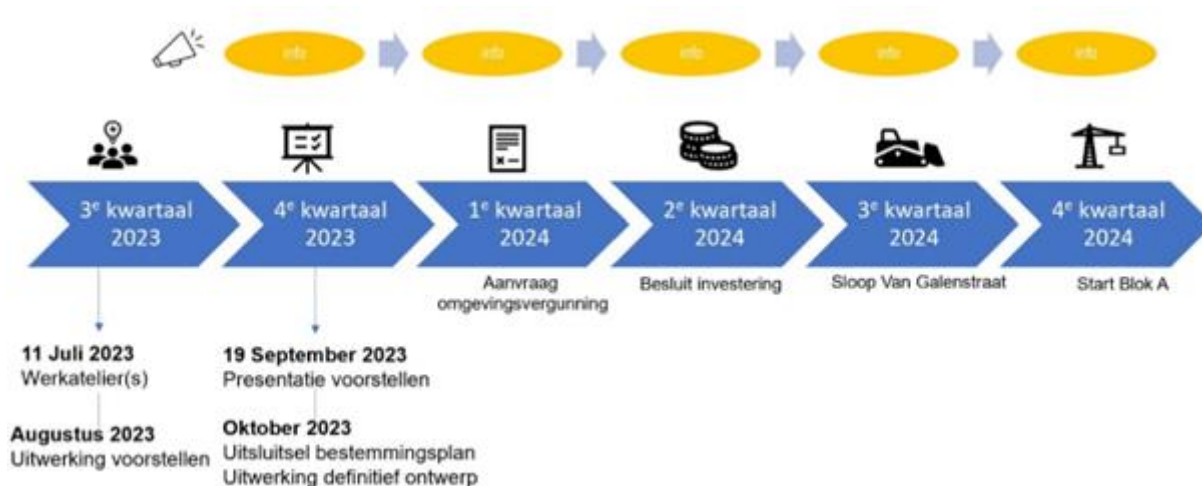 info
info
info
info
info
3e kwartaal
2023
4e kwartaal
2023
1e kwartaal
2024
2e kwartaal
2024
3e kwartaal
2024
4e kwartaal
2024
Aanvraag
omgevingsvergunning
Besluit investering
Sloop Van Galenstraat
Start Blok A
11 Juli 2023
Werkatelier(s)
Augustus 2023
Uitwerking voorstellen
19 September 2023
Presentatie voorstellen
Oktober 2023
Uitsluitsel bestemmingsplan
Uitwerking definitief ontwerp